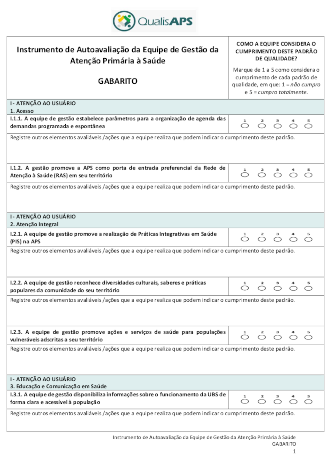 QualisAPS
Instrumento de Autoavaliação da Equipe de Gestão da
Atenção Primária à Saúde
GABARITO
COMO A EQUIPE CONSIDERA O
CUMPRIMENTO DESTE PADRÃO
DE QUALIDADE?
Marque de 1 a 5 como considera o
cumprimento de cada padrão de
qualidade, em que: 1 = não cumpro
e 5 = cumpro totalmente.
I - ATENÇÃO AO USUÁRIO
1. Acesso
I.1.1. A equipe de gestão estabelece parâmetros para a organização de agenda das
demandas programada e espontânea
1 2 3 4 5
Registre outros elementos avaliáveis /ações que a equipe realiza que podem indicar o cumprimento deste padrão.
I.1.2. A gestão promove a APS como porta de entrada preferencial da Rede de
Atenção à Saúde (RAS) em seu território
1 2 3 4 5
Registre outros elementos avaliáveis /ações que a equipe realiza que podem indicar o cumprimento deste padrão.
I - ATENÇÃO AO USUÁRIO
2. Atenção Integral
I.2.1. A equipe de gestão promove a realização de Práticas Integrativas em Saúde
(PIS) na APS
1 2 3 4 5
Registre outros elementos avaliáveis /ações que a equipe realiza que podem indicar o cumprimento deste padrão.
I.2.2. A equipe de gestão reconhece diversidades culturais, saberes e práticas
populares da comunidade do seu território
1 2 3 4 5
Registre outros elementos avaliáveis /ações que a equipe realiza que podem indicar o cumprimento deste padrão.
I.2.3. A equipe de gestão promove ações e serviços de saúde para populações
vulneráveis adscritas a seu território
1 2 3 4 5
Registre outros elementos avaliáveis /ações que a equipe realiza que podem indicar o cumprimento deste padrão.
I - ATENÇÃO AO USUÁRIO
3. Educação e Comunicação em Saúde
I.3.1. A equipe de gestão disponibiliza informações sobre o funcionamento da UBS de
forma clara e acessível à população
1 2 3 4 5
Registre outros elementos avaliáveis /ações que a equipe realiza que podem indicar o cumprimento deste padrão.
Instrumento de Autoavaliação da Equipe de Gestão da Atenção Primária à Saúde
GABARITO
1